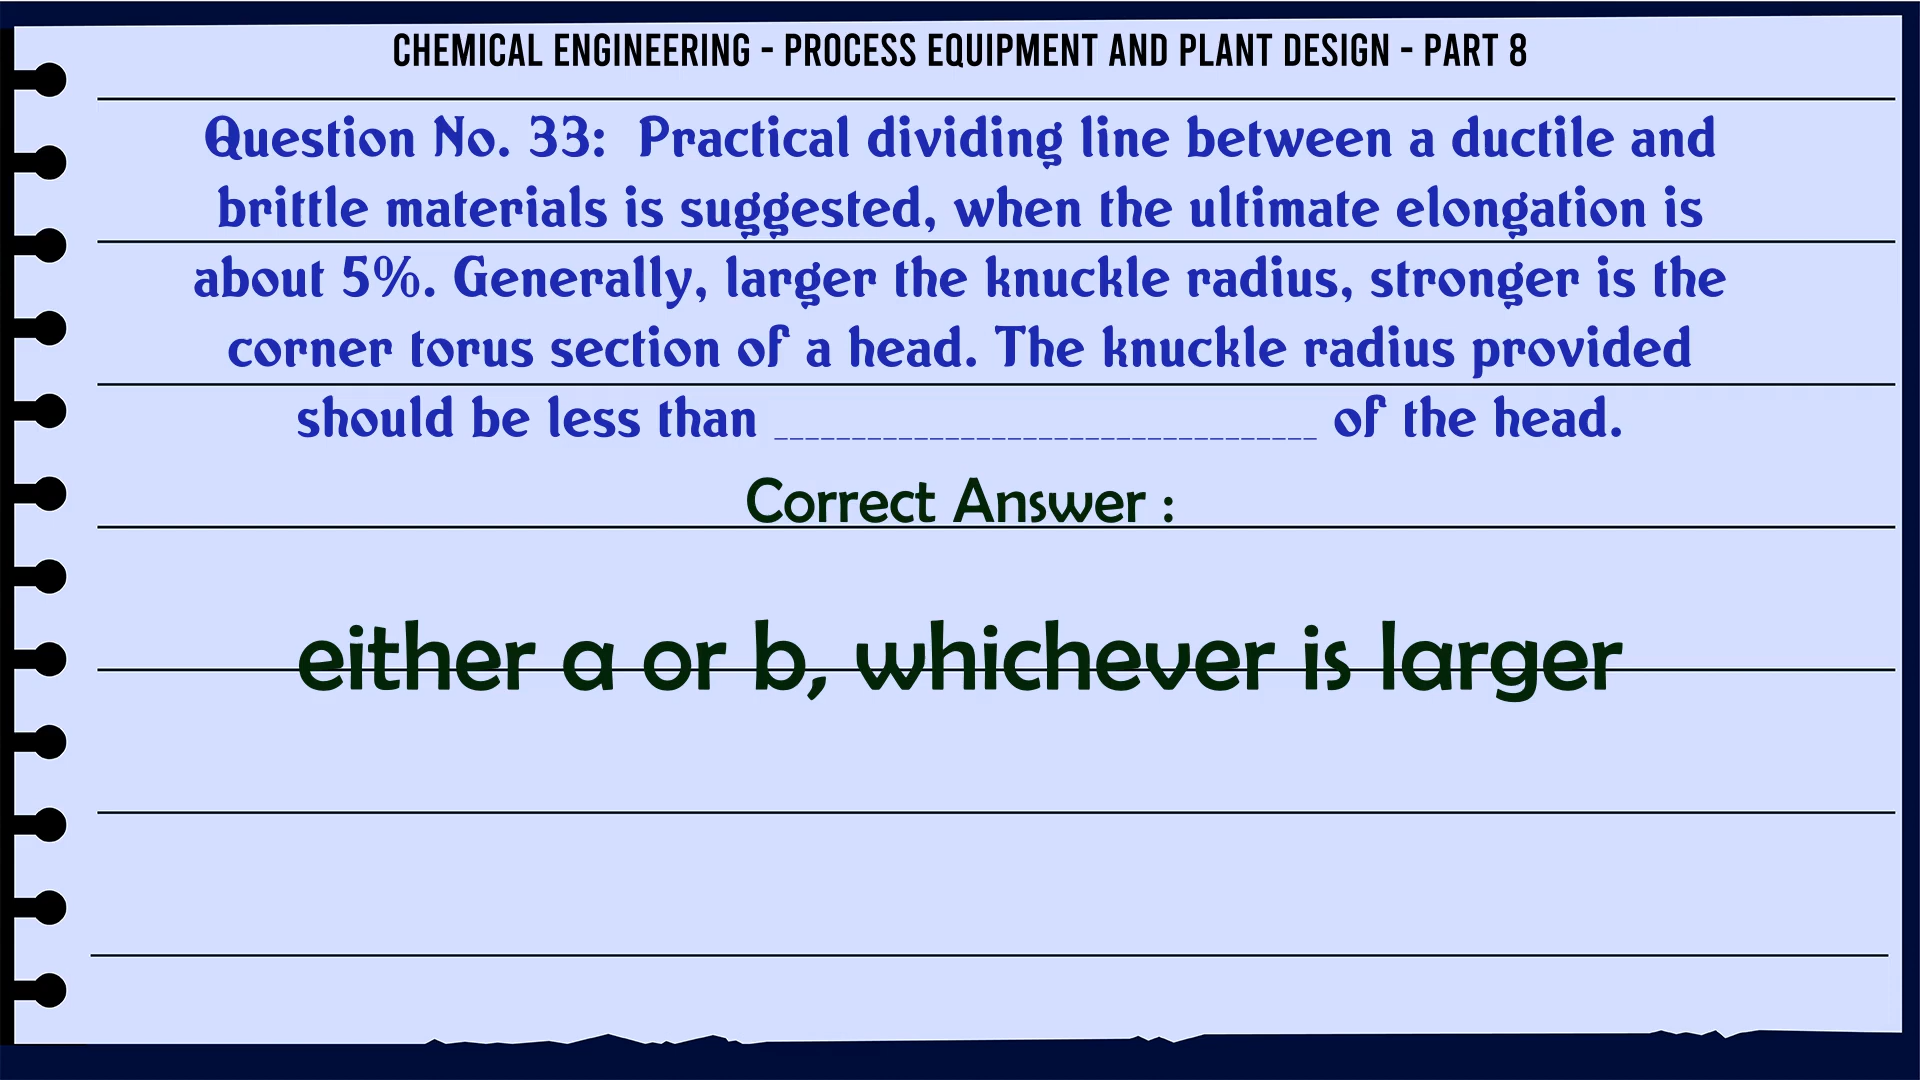 CHEMICAL ENGINEERING - PROCESS EQUIPMENT AND PLANT DESIGN - PART 8
Question No. 33: Practical dividing line between a ductile and
brittle materials is suggested, when the ultimate elongation is
about 5%. Generally, larger the knuckle radius, stronger is the
corner torus section of a head. The knuckle radius provided
should be less than ___________________________________ of the head.
Correct Answer :
either a or b, whichever is larger